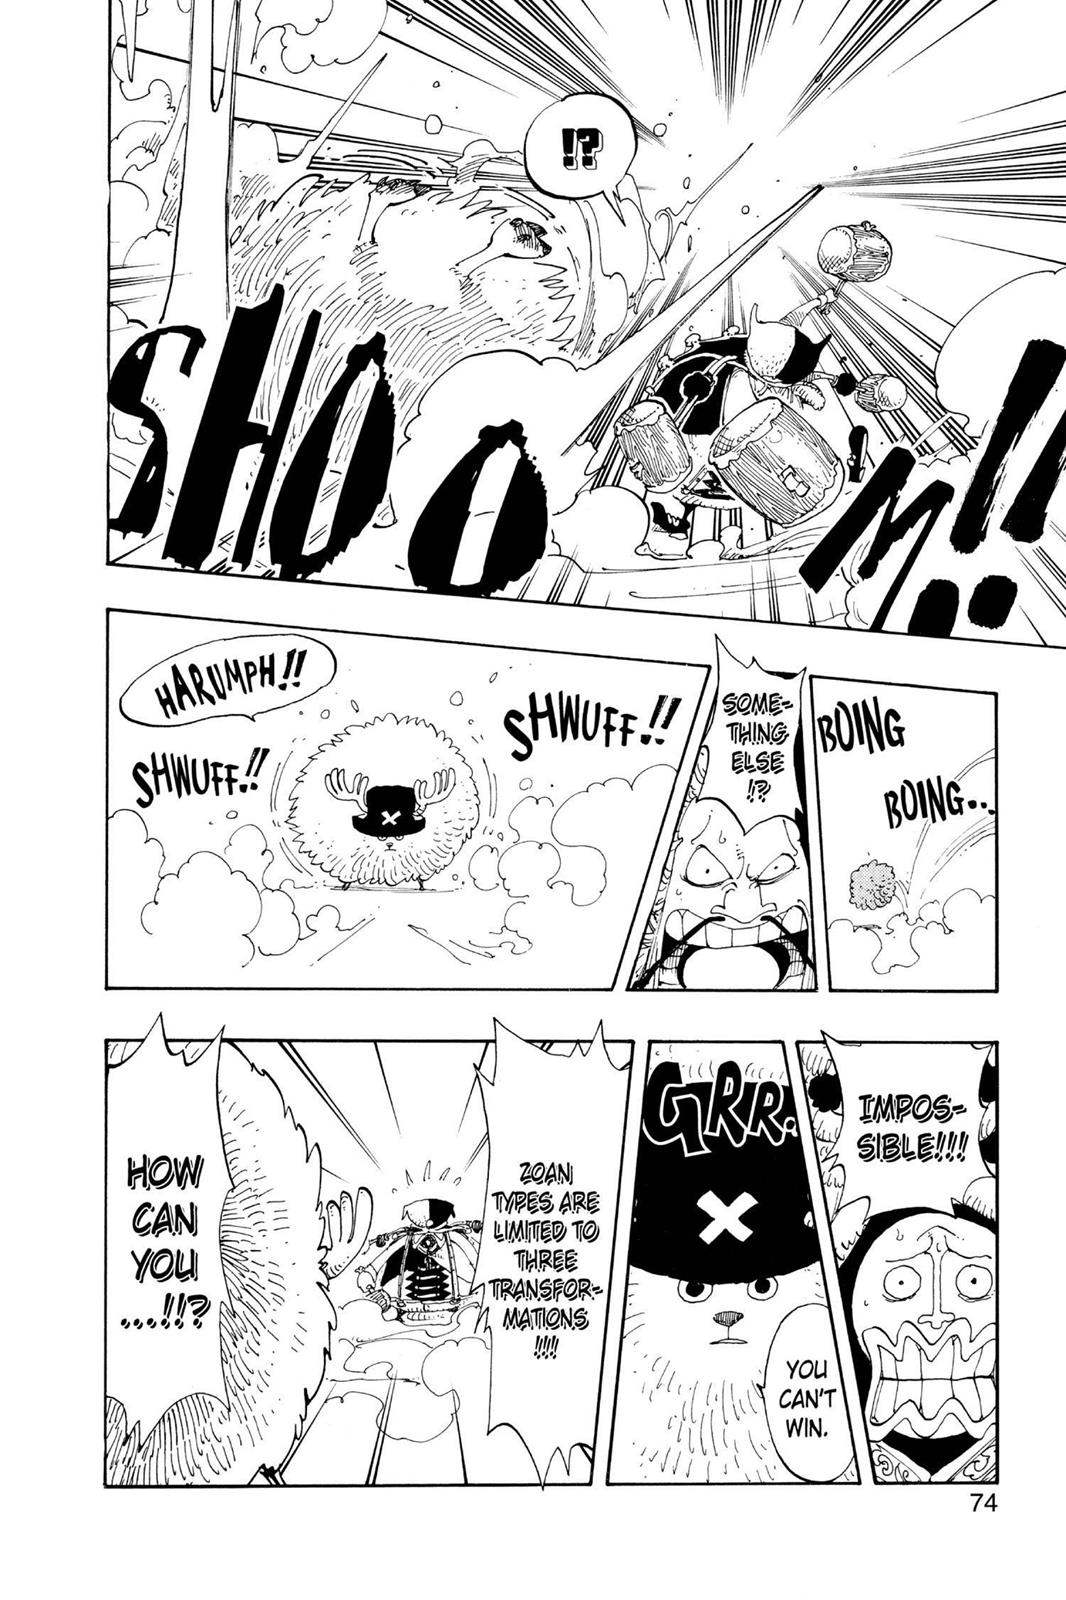 !?
SHOOOM!!
BOING
BOING...
SOME-
THING
ELSE
!?
HARUMPH!!
SHWUFF!!
SHWUFF!!
IMPOS-
SIBLE!!!
GRR.
YOU
CAN'T
WIN.
ZOAN
TYPES ARE
LIMITED TO
THREE
TRANSFOR-
MATIONS
!!!!
HOW
CAN
YOU
...!!?
74